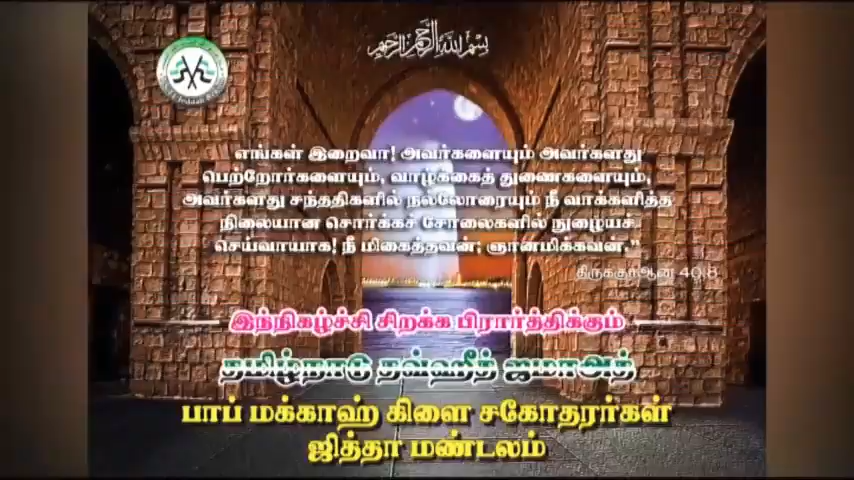 بسم الله الرحمن الرحيم
எங்கள் இறைவா! அவர்களையும் அவர்களது
பெற்றோர்களையும், வாழ்க்கைத் துணைகளையும்,
அவர்களது சந்ததிகளில் நல்லோரையும் நீ வாக்களித்த
நிலையான சொர்க்கச் சோலைகளில் நுழையச்
செய்வாயாக! நீ மிகைத்தவன்; ஞானமிக்கவன்.”
திருக்குர்ஆன் 40:8
இந்நிகழ்ச்சி சிறக்க பிரார்த்திக்கும்
தமிழ்நாடு தவ்ஹீத் ஜமாஅத்
பாப் மக்காஹ் கிளை சகோதரர்கள்
ஜித்தா மண்டலம்